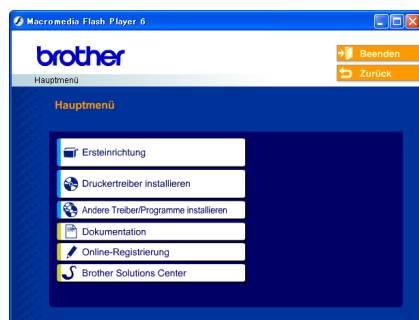 Macromedia Flash Player 6
brother
Beenden
Zurück
Hauptmenü
Hauptmenü
Ersteinrichtung
Druckertreiber installieren
Andere Treiber/Programme installieren
Dokumentation
Online-Registrierung
Brother Solutions Center